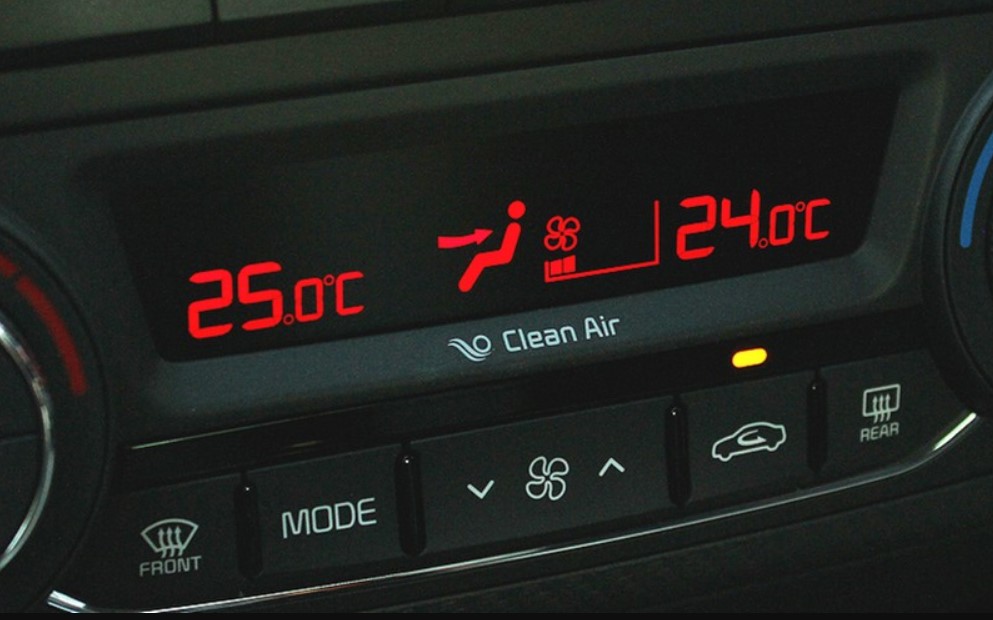 25.0°C
24.0°C
Clean Air
MODE
FRONT
REAR